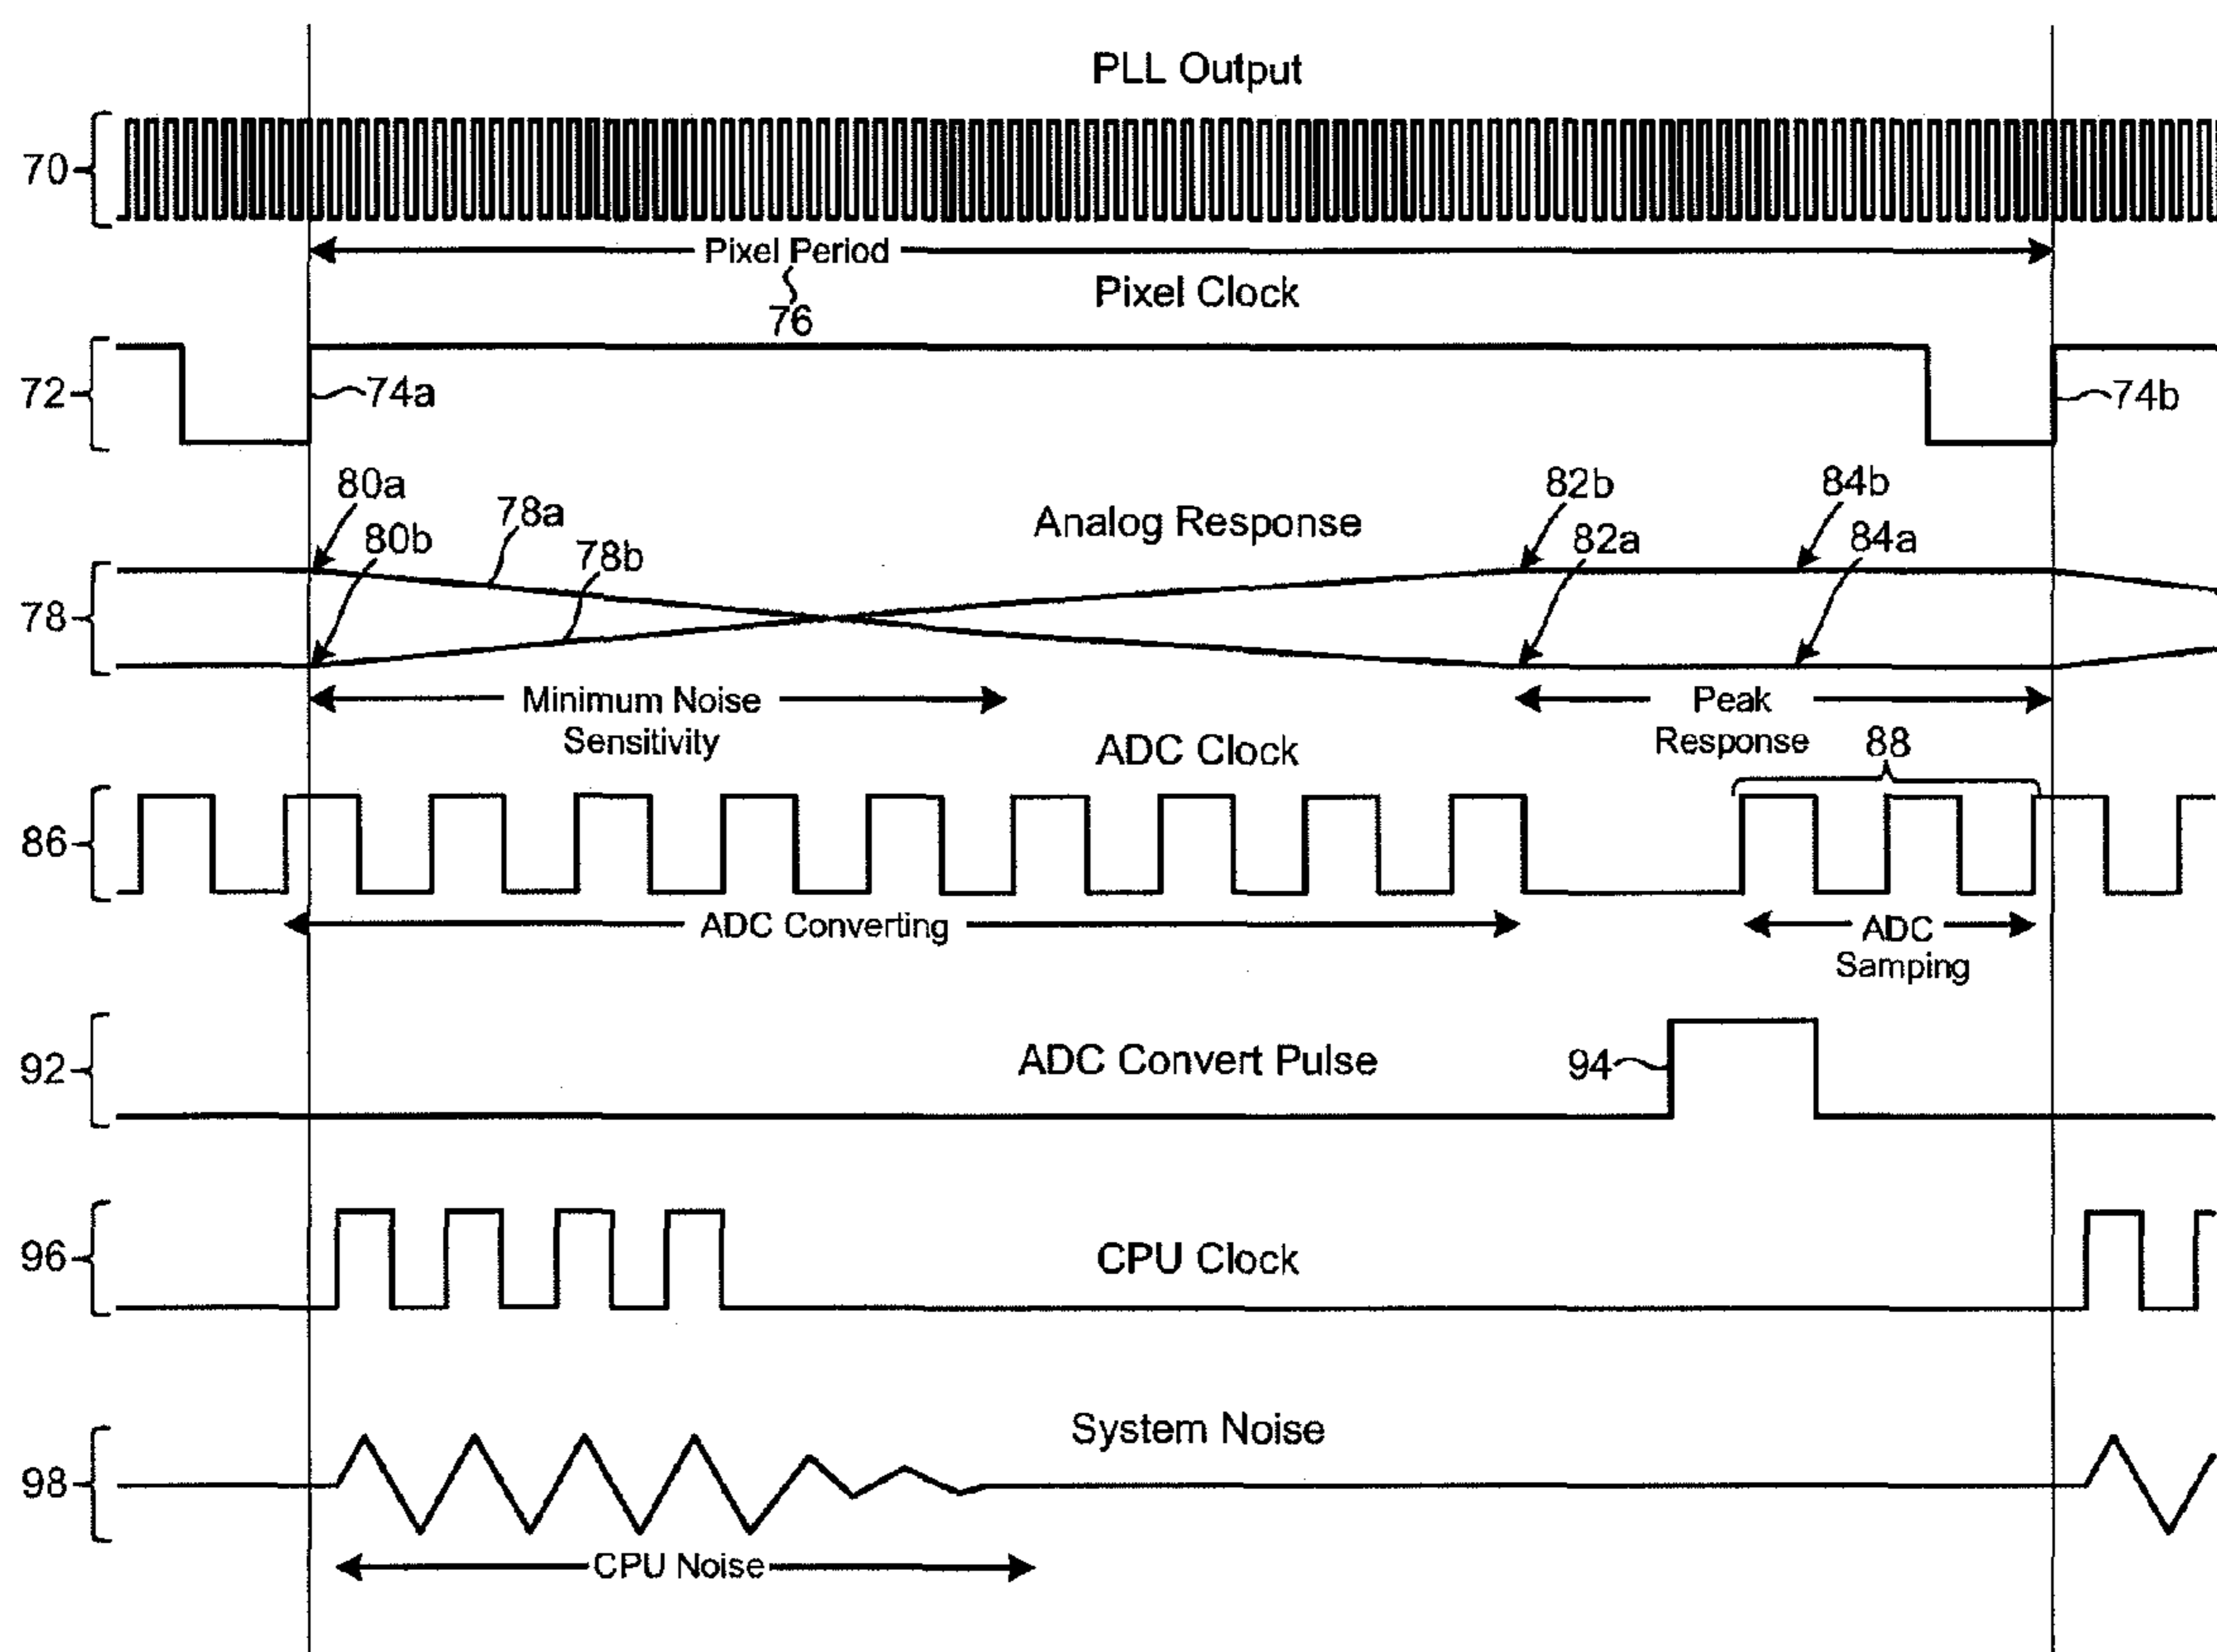 PLL Output
70
Pixel Period
76
Pixel Clock
72
74a
74b
80a
80b
78a
78b
Analog Response
82b
82a
84b
84a
78
Minimum Noise
Sensitivity
Peak
Response
88
ADC Clock
86
ADC Converting
ADC
Samping
92
ADC Convert Pulse
94
96
CPU Clock
System Noise
98
CPU Noise